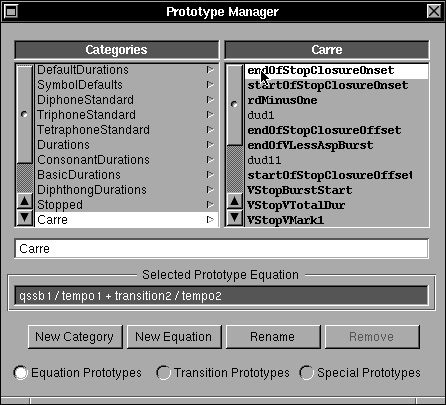 Prototype Manager
Categories
Carre
DefaultDurations
SymbolDefaults
DiphoneStandard
TriphoneStandard
TetraphoneStandard
Durations
ConsonantDurations
BasicDurations
DiphthongDurations
Stopped
Carre
endOfStopClosureOnset
startOfStopClosureOnset
rdMinusOne
dud1
endOfStopClosureOffset
endOfVLessAspBurst
dud11
startOfStopClosureOffset
VStopBurstStart
VStopVTotalDur
VStopVMark1
Carre
Selected Prototype Equation
qssb1 / tempo1 + transition2 / tempo2
New Category
New Equation
Rename
Remove
Equation Prototypes
Transition Prototypes
Special Prototypes